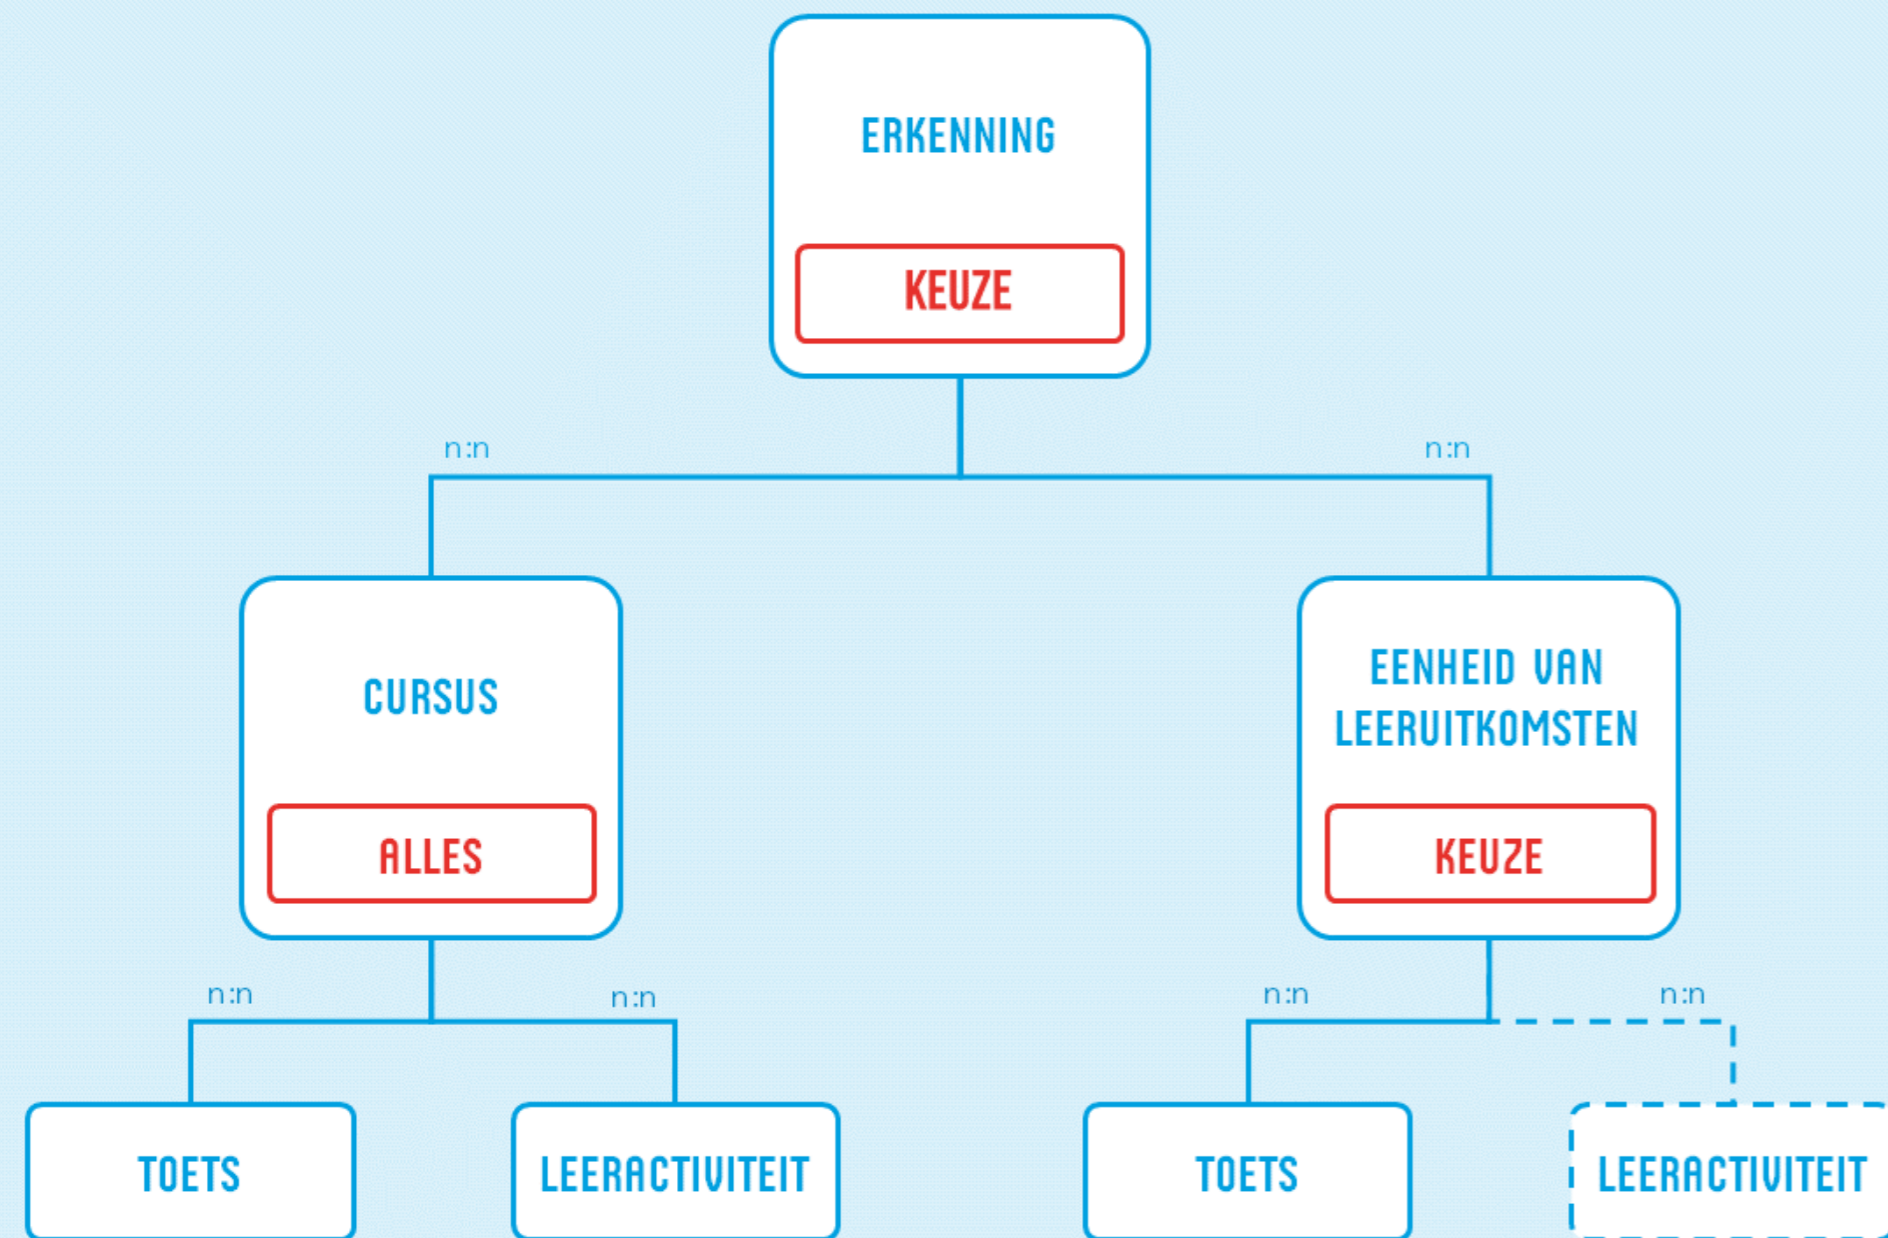 ERKENNING
KEUZE
n:n
n:n
CURSUS
ALLES
EENHEID VAN
LEERUITKOMSTEN
KEUZE
n:n
n:n
n:n
n:n
TOETS
LEERACTIVITEIT
TOETS
LEERACTIVITEIT